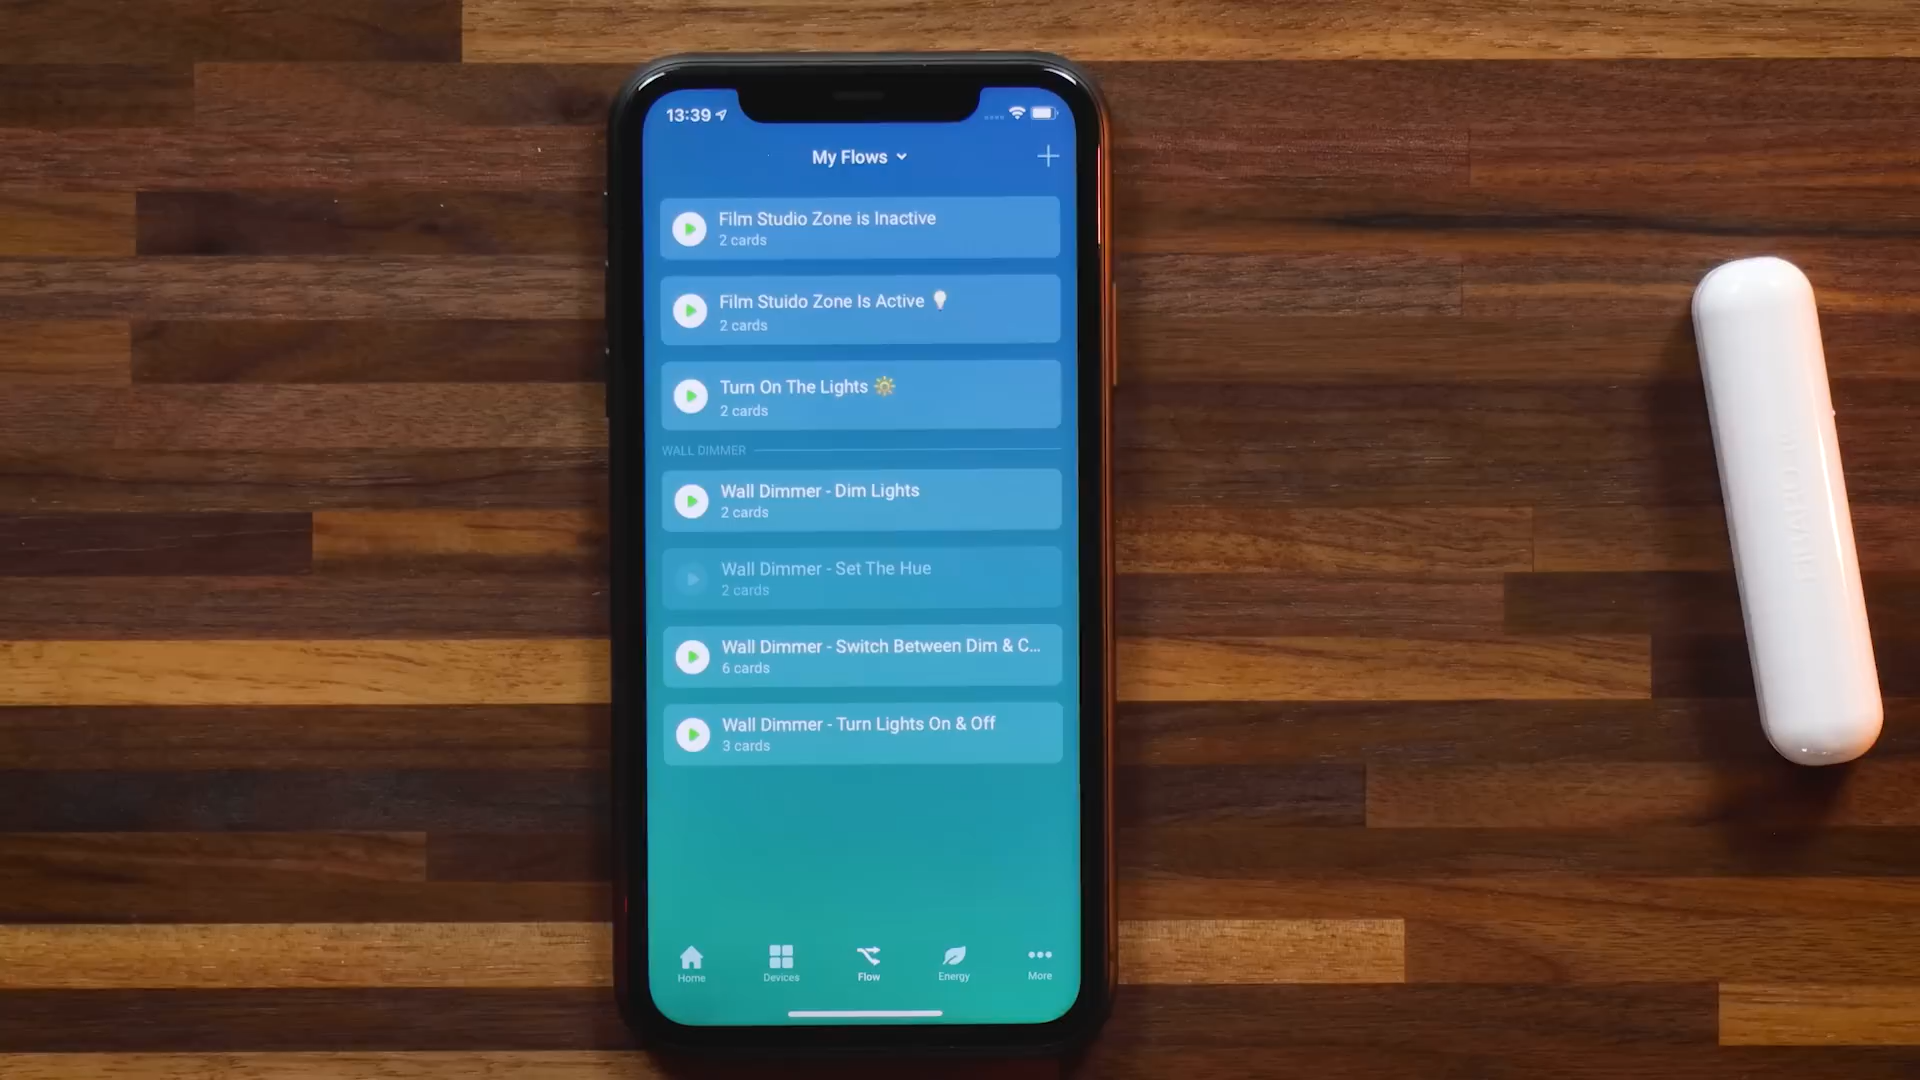 13:39
My Flows
Film Studio Zone is Inactive
2 cards
Film Stuido Zone Is Active 💡
2 cards
Turn On The Lights 🔆
2 cards
WALL DIMMER
Wall Dimmer - Dim Lights
2 cards
Wall Dimmer - Set The Hue
2 cards
Wall Dimmer - Switch Between Dim & C...
6 cards
Wall Dimmer - Turn Lights On & Off
3 cards
Home
Devices
Flow
Energy
More